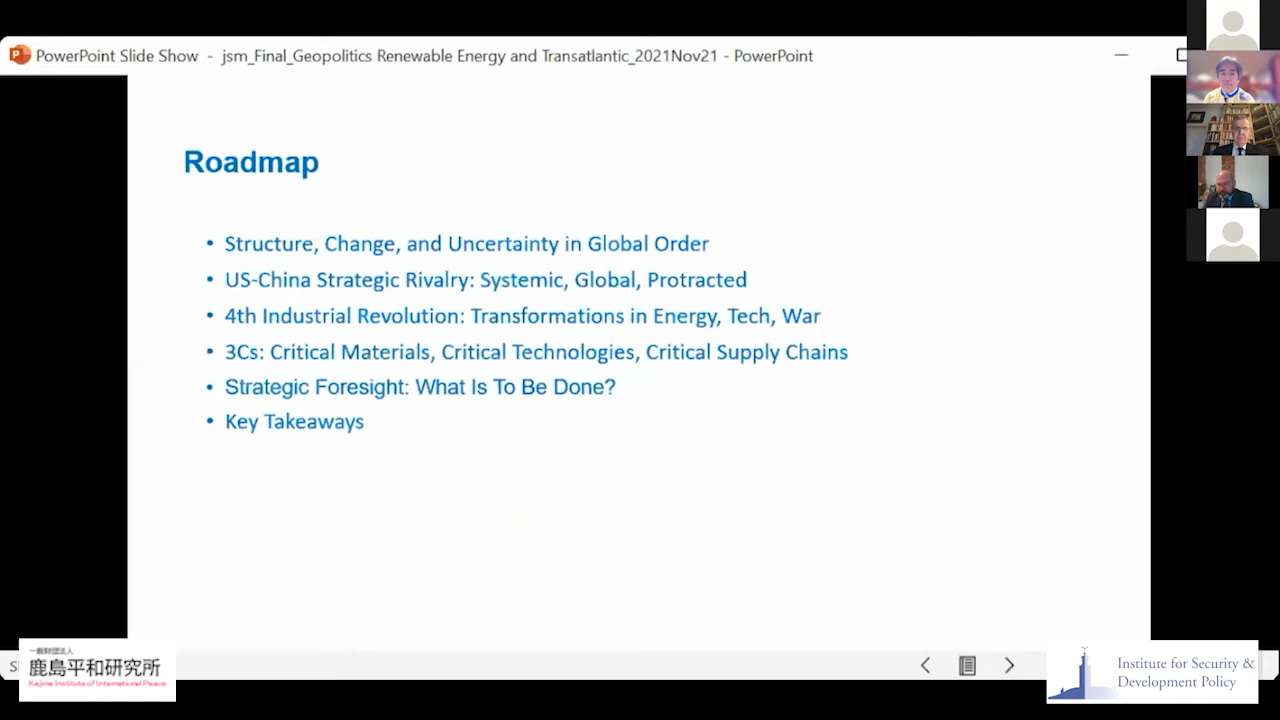 PowerPoint Slide Show - jsm_Final_Geopolitics Renewable Energy and Transatlantic_2021Nov21 - PowerPoint
Roadmap
• Structure, Change, and Uncertainty in Global Order
• US-China Strategic Rivalry: Systemic, Global, Protracted
• 4th Industrial Revolution: Transformations in Energy, Tech, War
• 3Cs: Critical Materials, Critical Technologies, Critical Supply Chains
• Strategic Foresight: What Is To Be Done?
• Key Takeaways
一般財団法人
鹿島平和研究所
Kajima Institute of International Peace
Institute for Security &
Development Policy